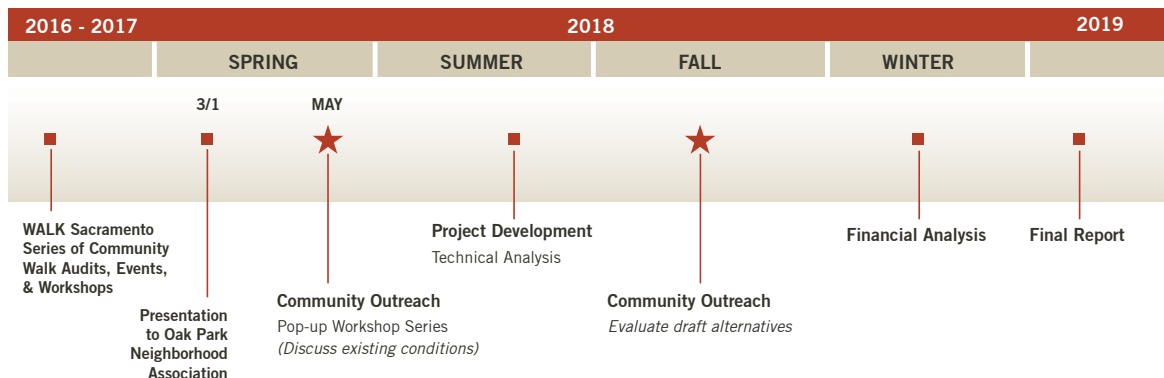 2016 - 2017
2018
2019
SPRING
SUMMER
FALL
WINTER
3/1
MAY
WALK Sacramento
Series of Community
Walk Audits, Events,
& Workshops
Presentation
to Oak Park
Neighborhood
Association
Community Outreach
Pop-up Workshop Series
(Discuss existing conditions)
Project Development
Technical Analysis
Community Outreach
Evaluate draft alternatives
Financial Analysis
Final Report